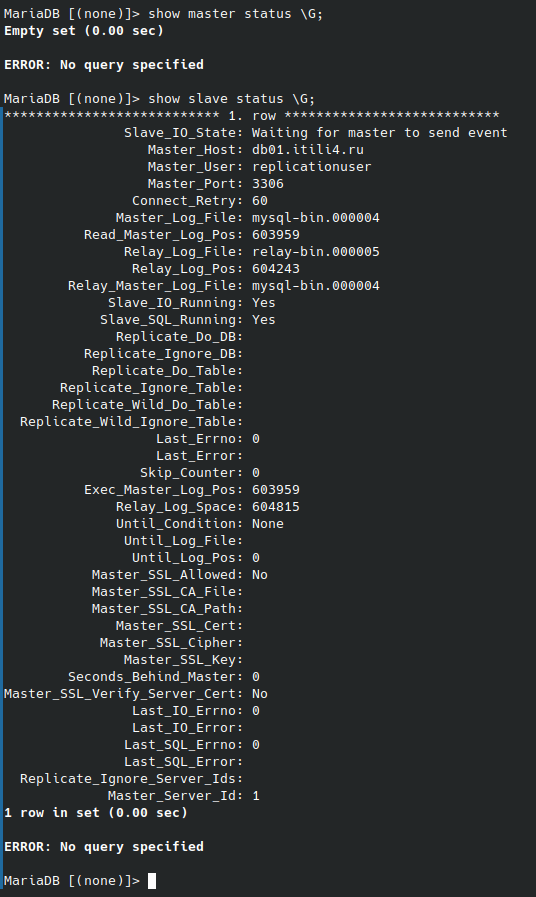 MariaDB [(none)]> show master status \G;
Empty set (0.00 sec)

ERROR: No query specified

MariaDB [(none)]> show slave status \G;
*************************** 1. row ***************************
               Slave_IO_State: Waiting for master to send event
                  Master_Host: db01.itili4.ru
                  Master_User: replicationuser
                  Master_Port: 3306
                Connect_Retry: 60
              Master_Log_File: mysql-bin.000004
          Read_Master_Log_Pos: 603959
               Relay_Log_File: relay-bin.000005
                Relay_Log_Pos: 604243
        Relay_Master_Log_File: mysql-bin.000004
             Slave_IO_Running: Yes
            Slave_SQL_Running: Yes
              Replicate_Do_DB:
          Replicate_Ignore_DB:
           Replicate_Do_Table:
       Replicate_Ignore_Table:
      Replicate_Wild_Do_Table:
  Replicate_Wild_Ignore_Table:
                   Last_Errno: 0
                   Last_Error:
                 Skip_Counter: 0
          Exec_Master_Log_Pos: 603959
              Relay_Log_Space: 604815
              Until_Condition: None
               Until_Log_File:
                Until_Log_Pos: 0
           Master_SSL_Allowed: No
           Master_SSL_CA_File:
           Master_SSL_CA_Path:
              Master_SSL_Cert:
            Master_SSL_Cipher:
               Master_SSL_Key:
        Seconds_Behind_Master: 0
Master_SSL_Verify_Server_Cert: No
                Last_IO_Errno: 0
                Last_IO_Error:
               Last_SQL_Errno: 0
               Last_SQL_Error:
  Replicate_Ignore_Server_Ids:
             Master_Server_Id: 1
1 row in set (0.00 sec)

ERROR: No query specified

MariaDB [(none)]>